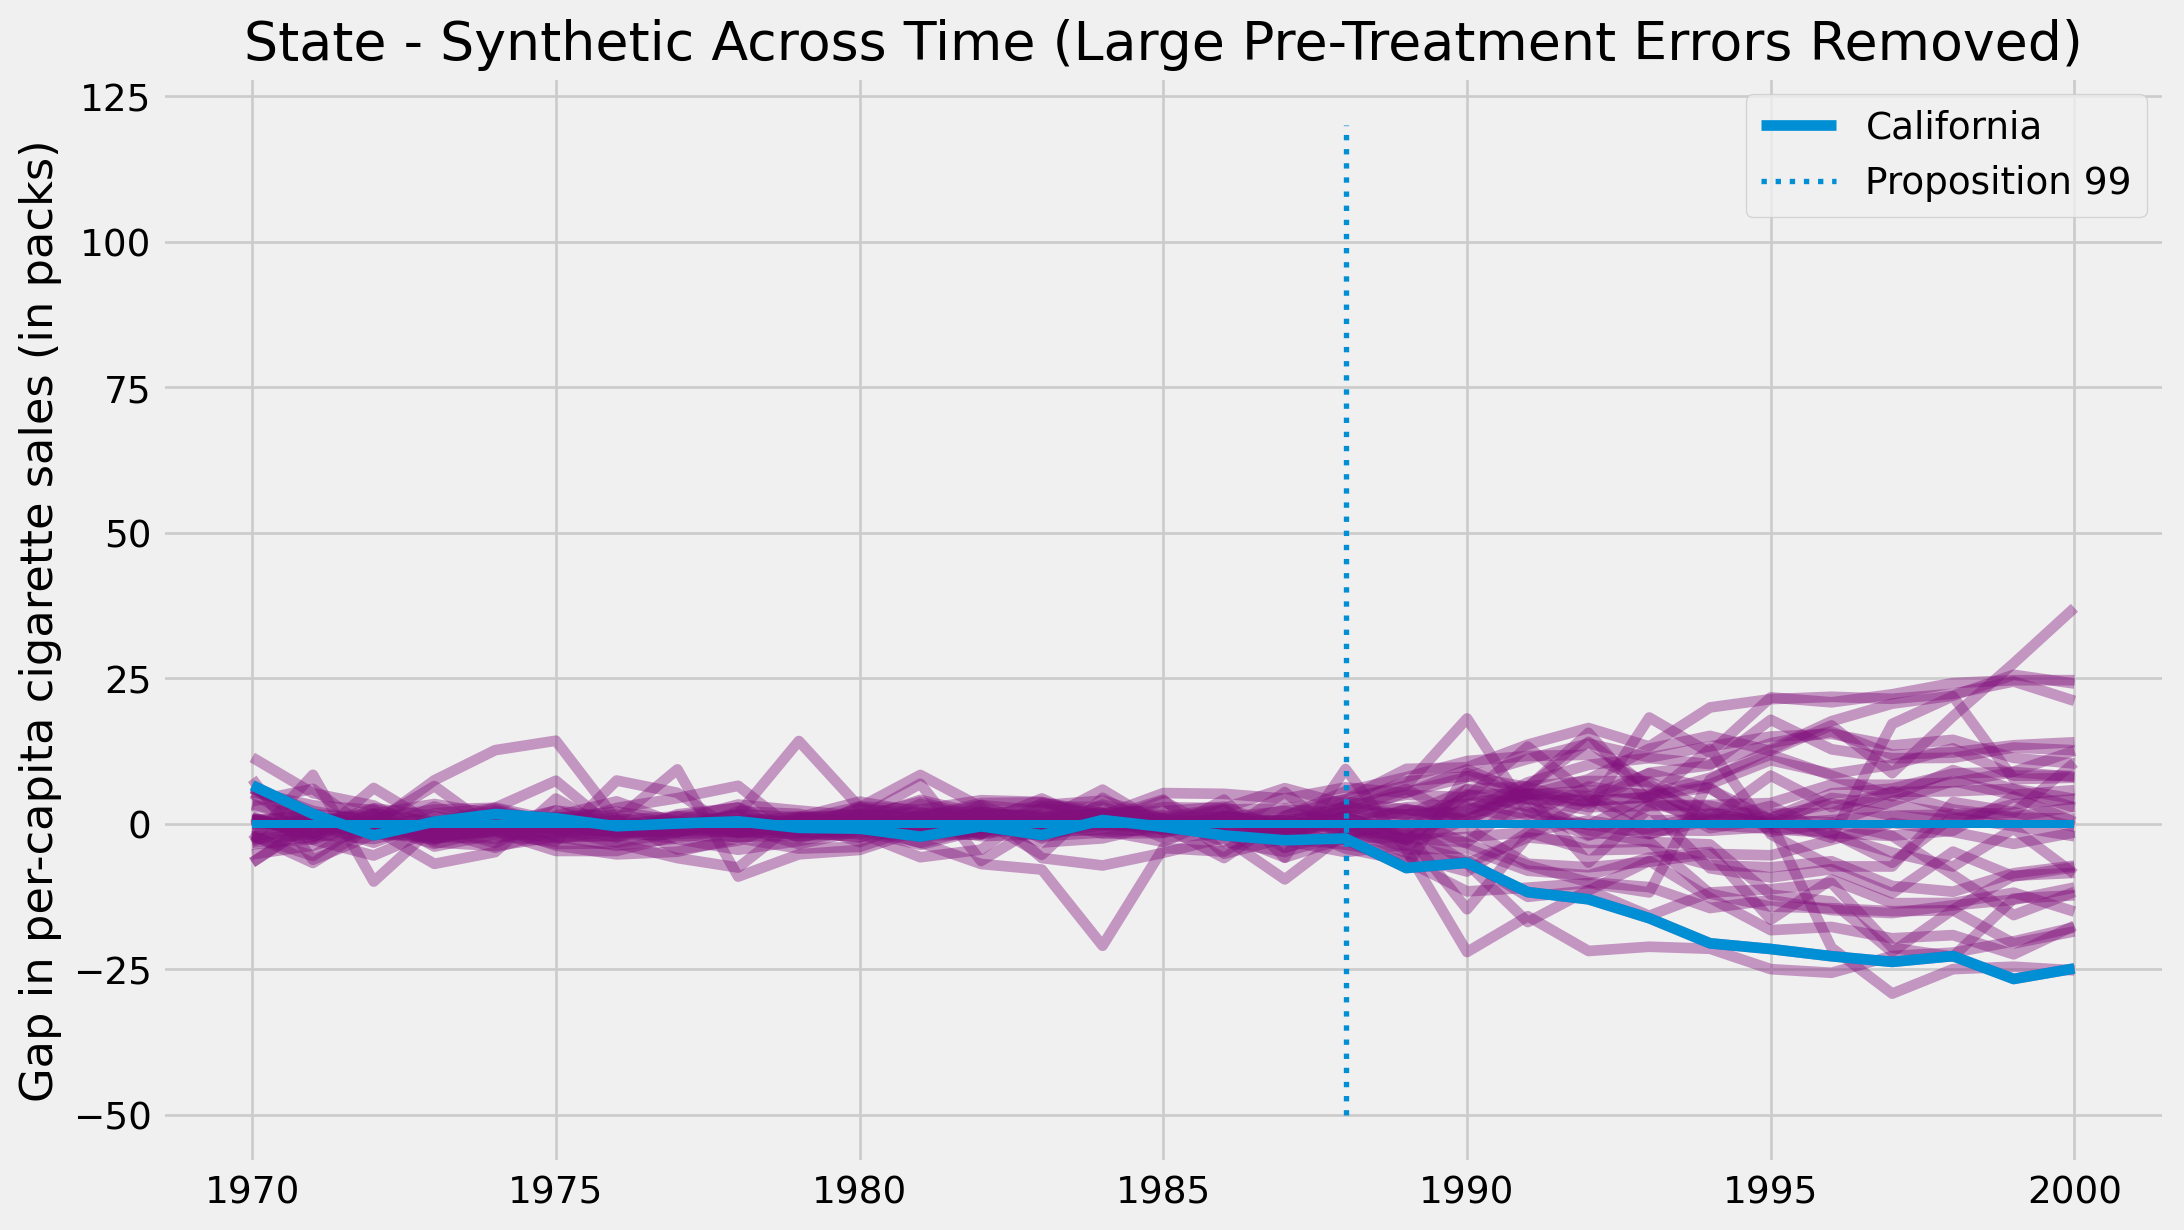 State - Synthetic Across Time (Large Pre-Treatment Errors Removed)
Gap in per-capita cigarette sales (in packs)
125
100
75
50
25
0
−25
−50
California
Proposition 99
1970 1975 1980 1985 1990 1995 2000